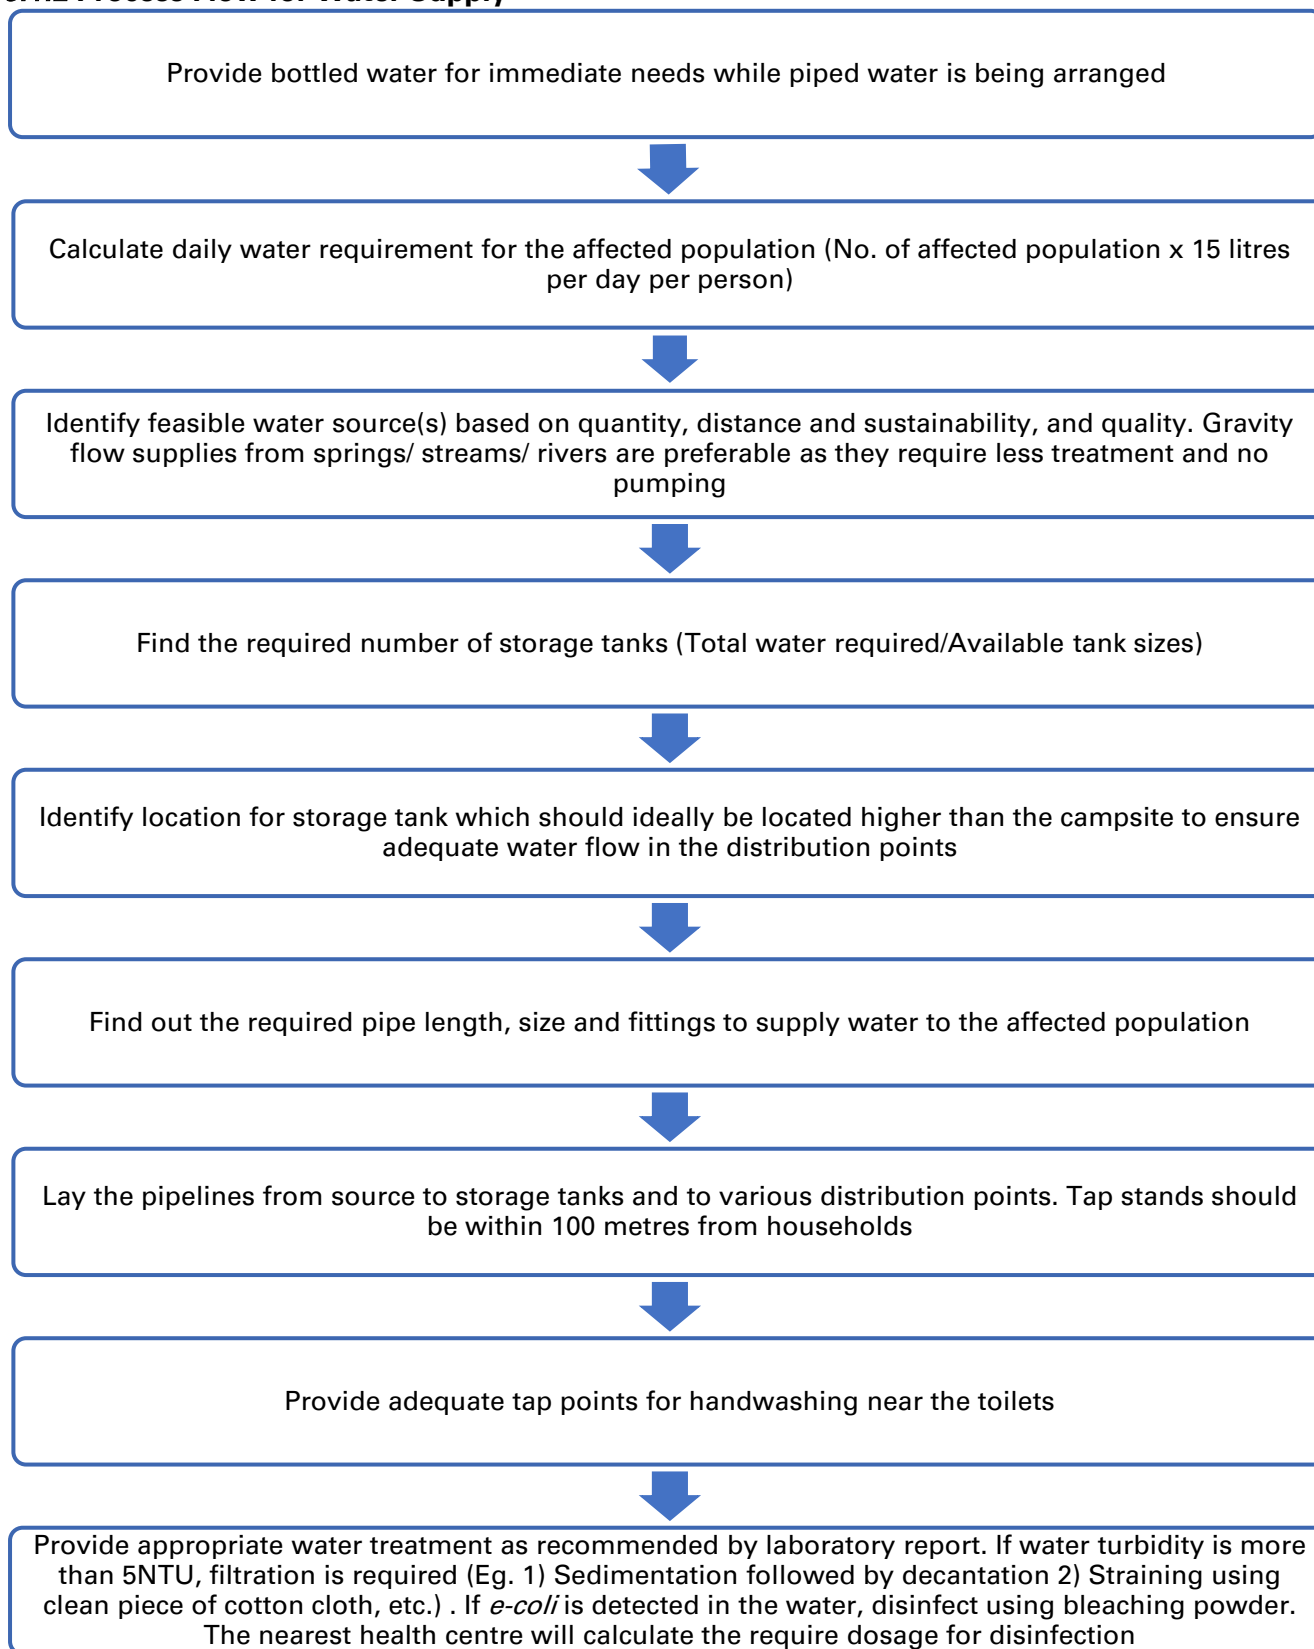 Process Flow for Water Supply
Provide bottled water for immediate needs while piped water is being arranged
Calculate daily water requirement for the affected population (No. of affected population x 15 litres
per day per person)
Identify feasible water source(s) based on quantity, distance and sustainability, and quality. Gravity
flow supplies from springs/ streams/ rivers are preferable as they require less treatment and no
pumping
Find the required number of storage tanks (Total water required/Available tank sizes)
Identify location for storage tank which should ideally be located higher than the campsite to ensure
adequate water flow in the distribution points
Find out the required pipe length, size and fittings to supply water to the affected population
Lay the pipelines from source to storage tanks and to various distribution points. Tap stands should
be within 100 metres from households
Provide adequate tap points for handwashing near the toilets
Provide appropriate water treatment as recommended by laboratory report. If water turbidity is more
than 5NTU, filtration is required (Eg. 1) Sedimentation followed by decantation 2) Straining using
clean piece of cotton cloth, etc.) . If e-coli is detected in the water, disinfect using bleaching powder.
The nearest health centre will calculate the require dosage for disinfection